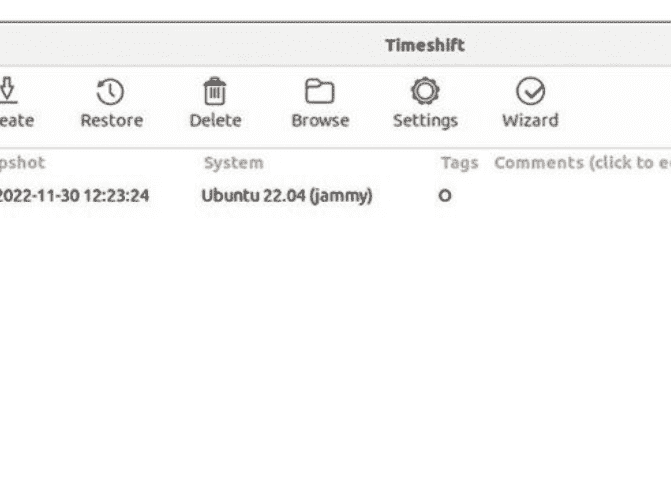 Timeshift
eate Restore Delete Browse Settings Wizard
pshot System Tags Comments (click to e
2022-11-30 12:23:24 Ubuntu 22.04 (jammy) O